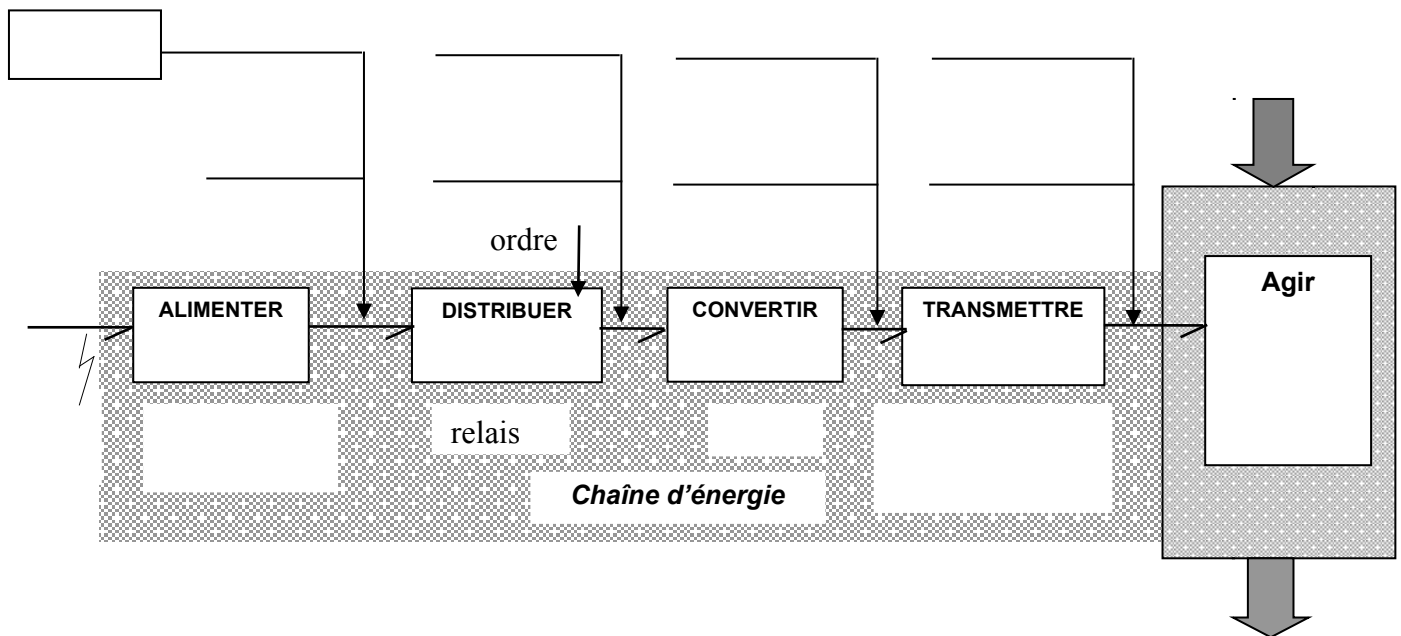 ordre
ALIMENTER
DISTRIBUER
CONVERTIR
TRANSMETTRE
Agir
relais
Chaîne d'énergie